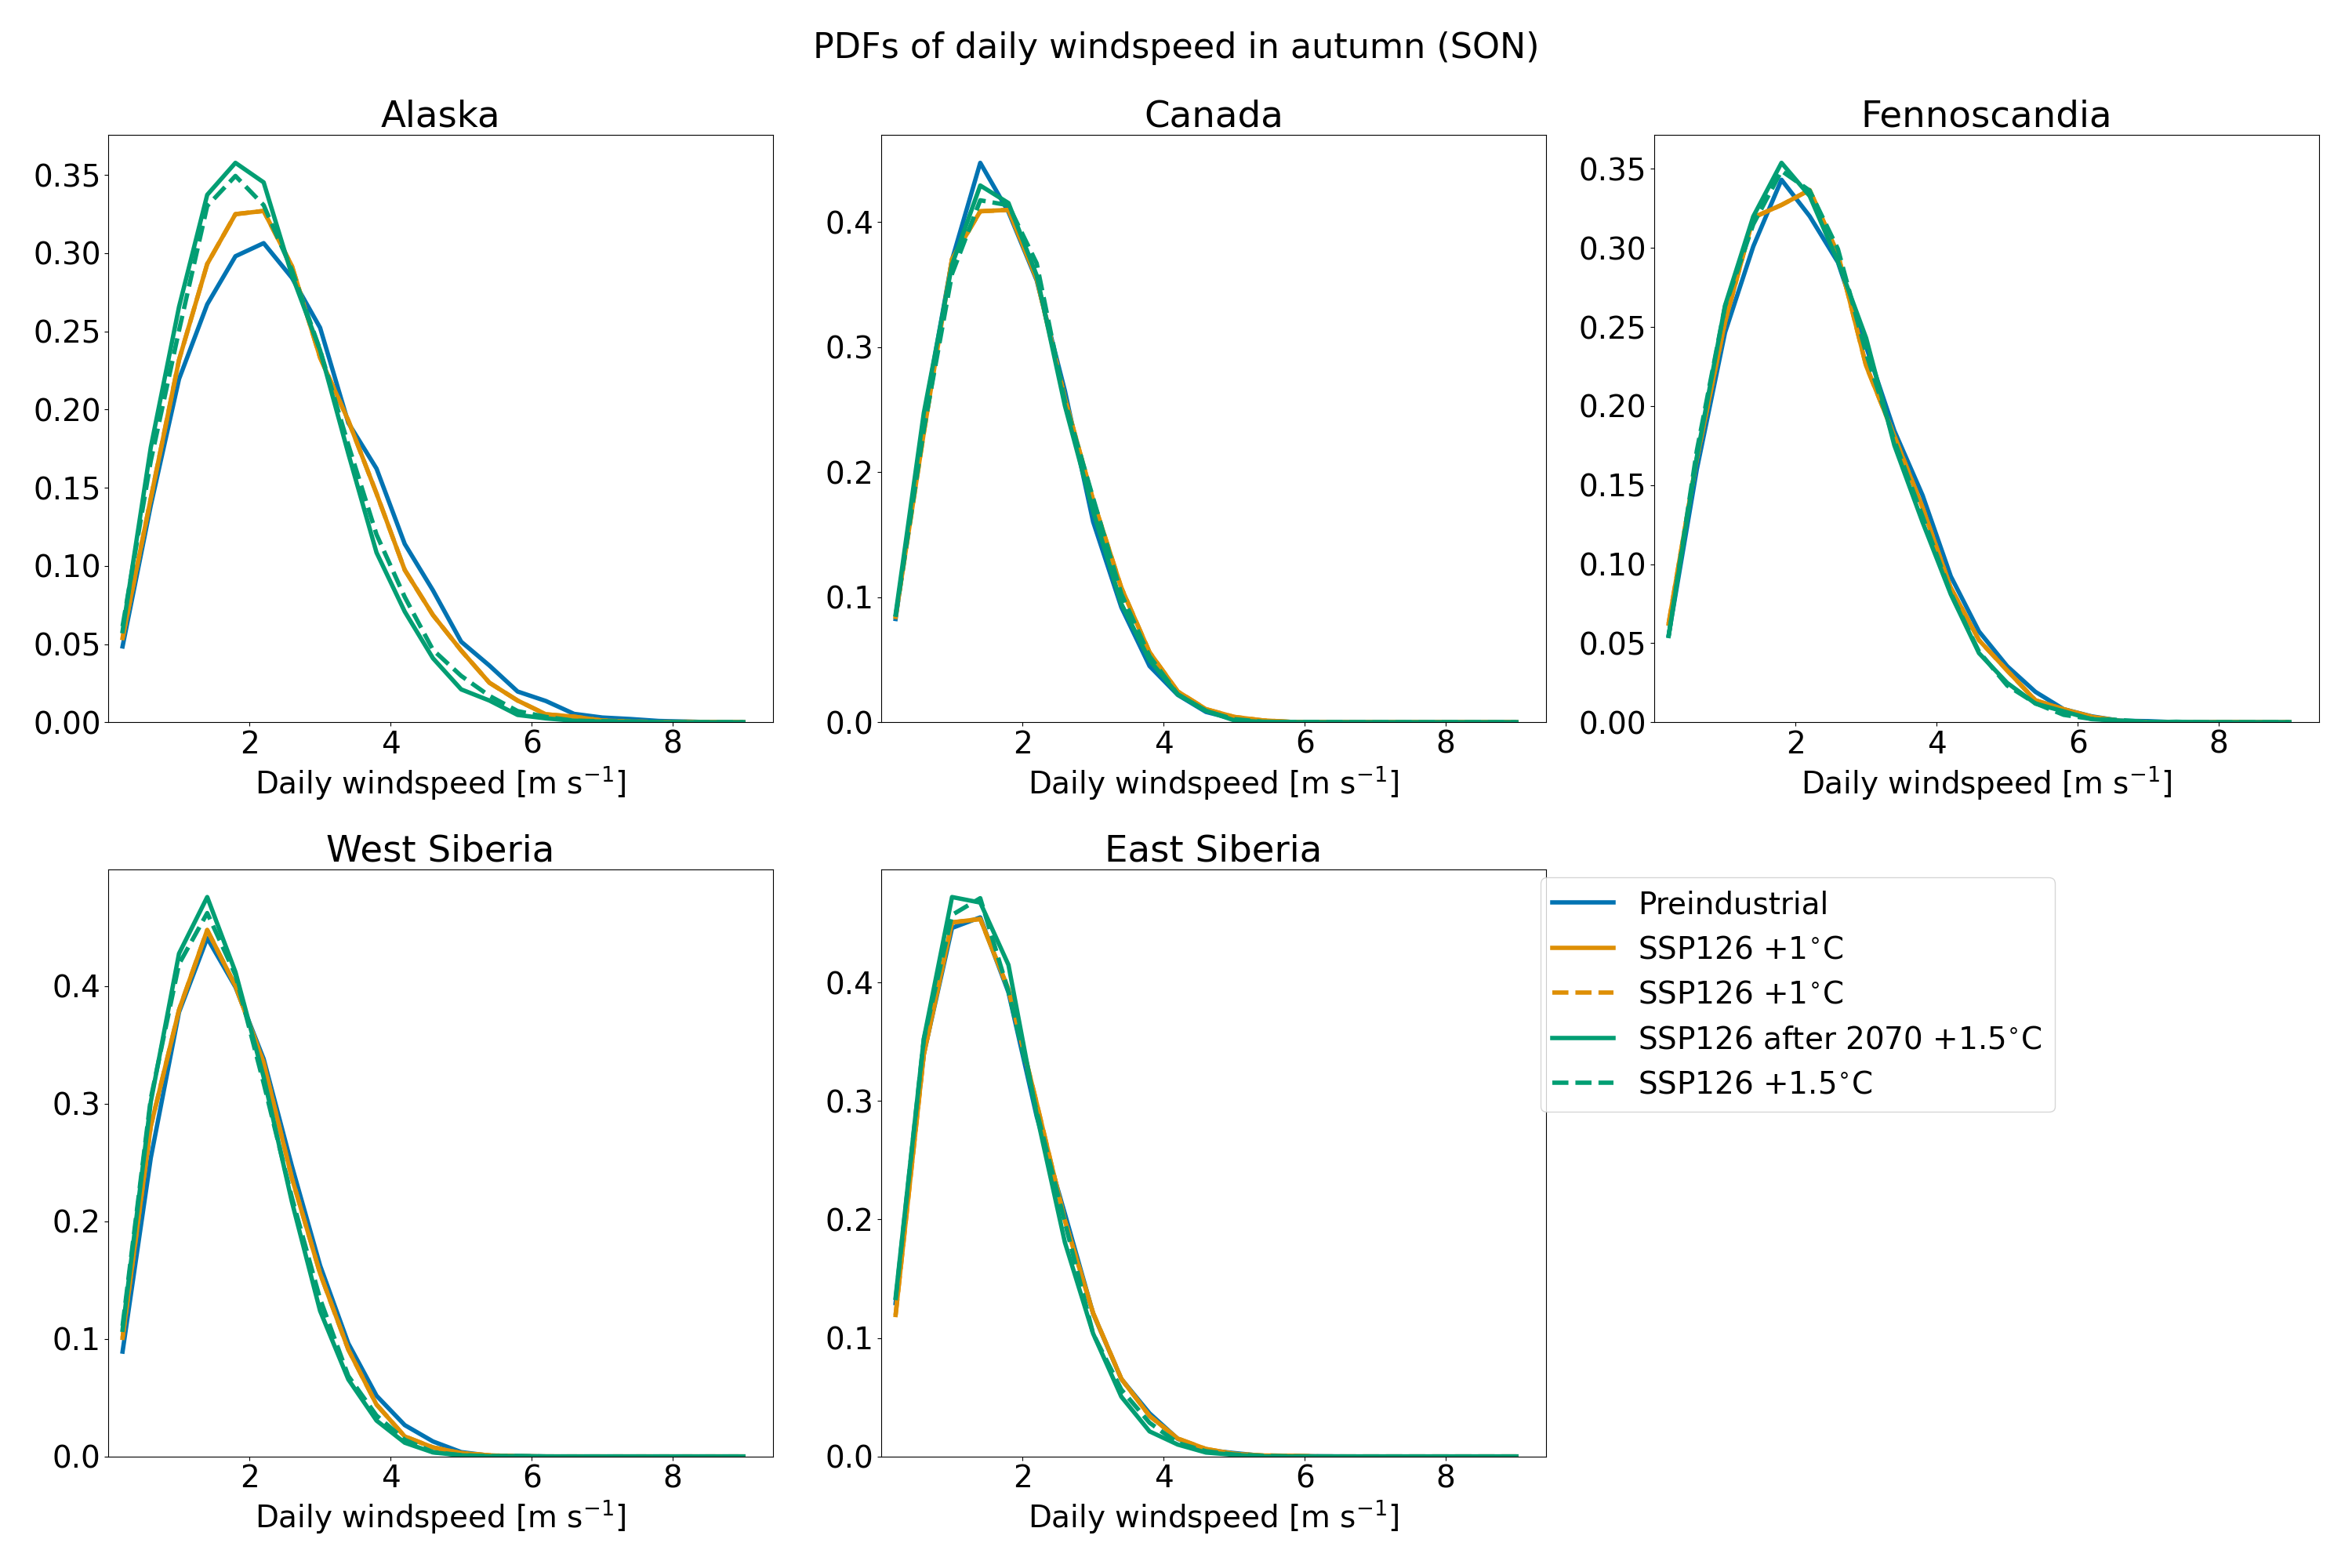 PDFs of daily windspeed in autumn (SON)
Alaska
0.35
0.30
0.25
0.20
0.15
0.10
0.05
0.00
2 4 6 8
Daily windspeed [m s⁻¹]
Canada
0.4
0.3
0.2
0.1
0.0
2 4 6 8
Daily windspeed [m s⁻¹]
Fennoscandia
0.35
0.30
0.25
0.20
0.15
0.10
0.05
0.00
2 4 6 8
Daily windspeed [m s⁻¹]
West Siberia
0.4
0.3
0.2
0.1
0.0
2 4 6 8
Daily windspeed [m s⁻¹]
East Siberia
0.4
0.3
0.2
0.1
0.0
2 4 6 8
Daily windspeed [m s⁻¹]
Preindustrial
SSP126 +1°C
SSP126 +1°C
SSP126 after 2070 +1.5°C
SSP126 +1.5°C